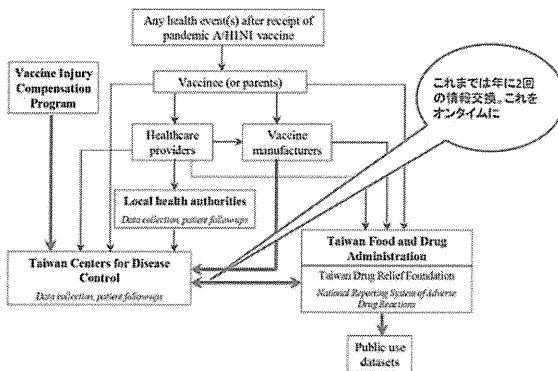 Any health event(s) after receipt of
pandemic A/H1N1 vaccine
Vaccine Injury
Compensation
Program
Vaccinee (or parents)
これまでは年に2回
の情報交換。これを
オンタイムに
Healthcare
providers
Vaccine
manufacturers
Local health authorities
Data collection, patient followups
Taiwan Centers for Disease
Control
Data collection, patient followups
Taiwan Food and Drug
Administration
Taiwan Drug Relief Foundation
National Reporting System of Adverse
Drug Reactions
Public use
datasets